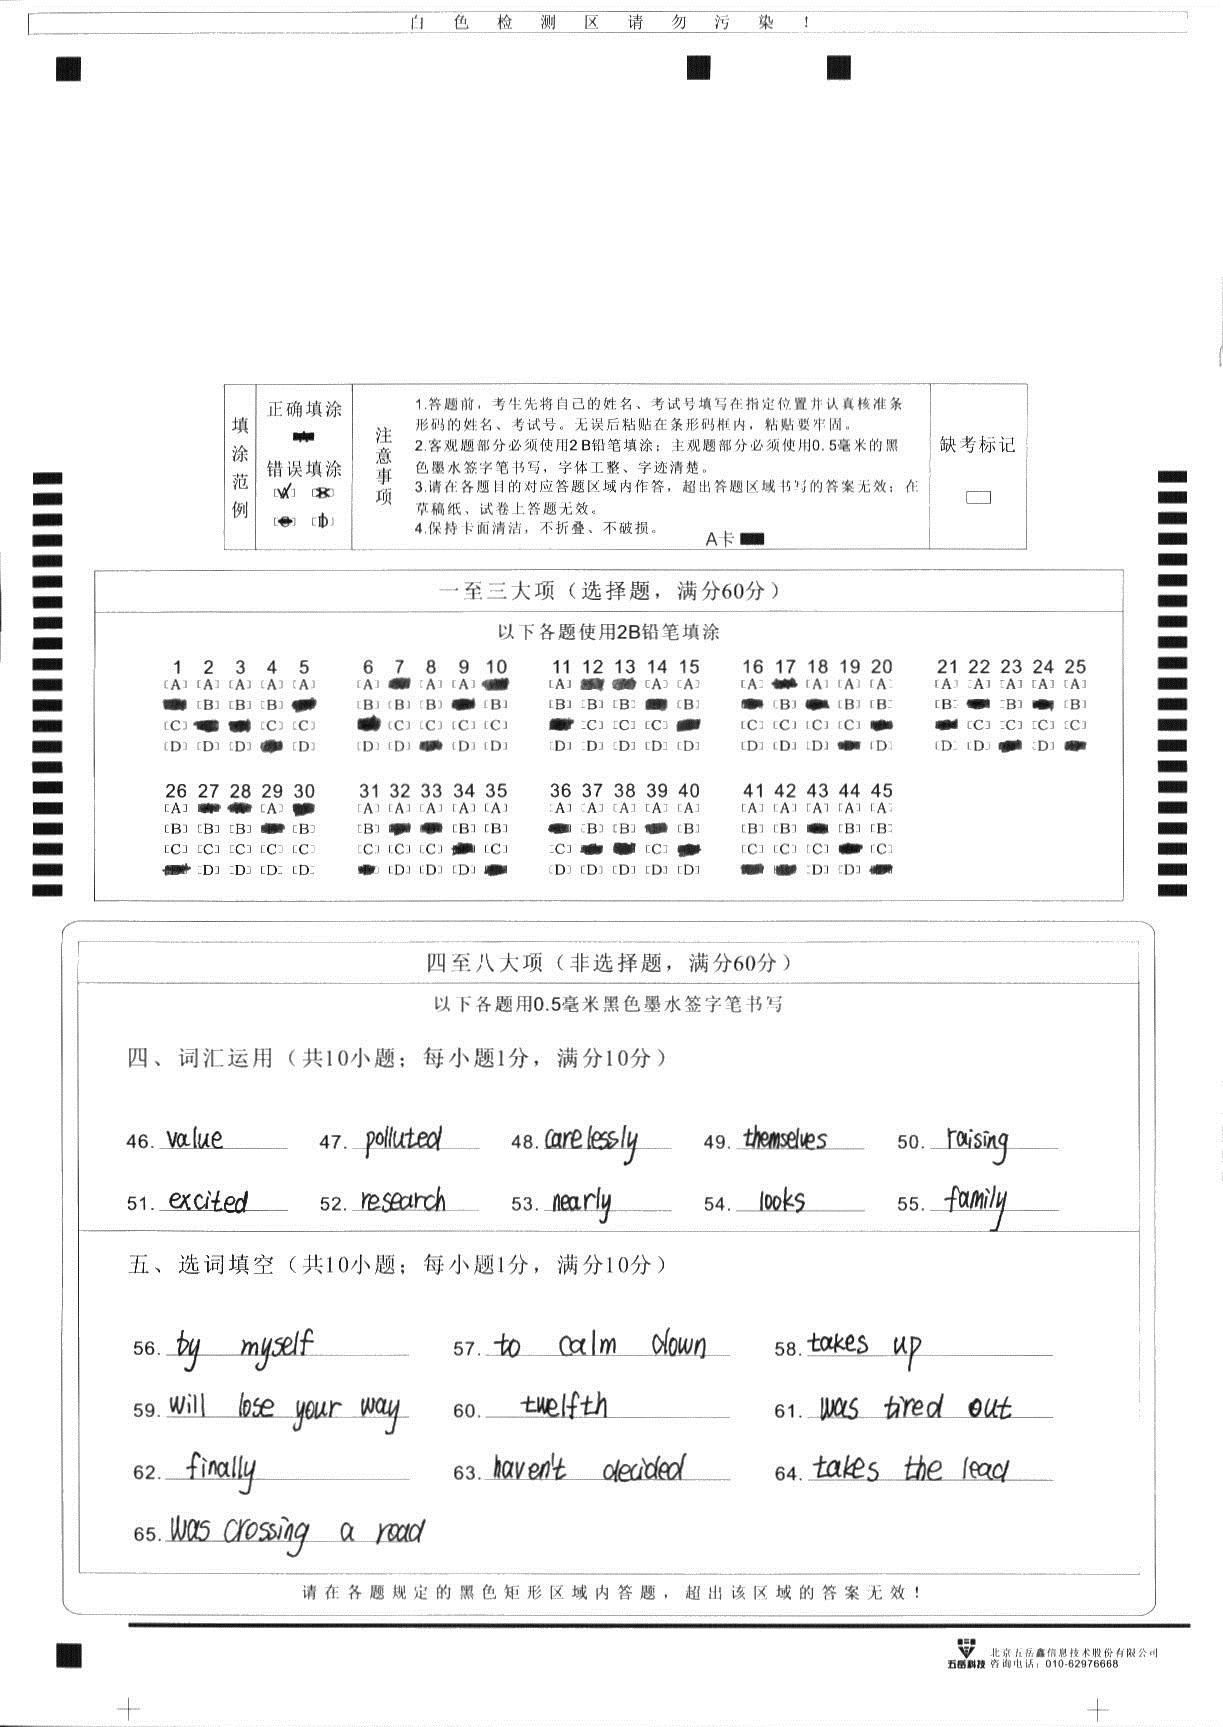 白色检测区请勿污染！
填涂范例
正确填涂
错误填涂
注意事项
1.答题前，考生先将自己的姓名、考试号填写在指定位置并认真核准条
形码的姓名、考试号。无误后粘贴在条形码框内，粘贴要牢固。
2.客观题部分必须使用2B铅笔填涂；主观题部分必须使用0.5毫米的黑
色墨水签字笔书写，字体工整、字迹清楚。
3.请在各题目的对应答题区域内作答，超出答题区域书写的答案无效；在
草稿纸、试卷上答题无效。
4.保持卡面清洁，不折叠、不破损。
A卡
缺考标记
一至三大项（选择题，满分60分）
以下各题使用2B铅笔填涂
1 2 3 4 5 6 7 8 9 10 11 12 13 14 15 16 17 18 19 20 21 22 23 24 25
[A] [A] [A] [A] [A] [A] [A] [A] [A] [A] [A] [A] [A] [A] [A] [A] [A] [A] [A] [A]
[B] [B] [B] [B] [B] [B] [B] [B] [B] [B] [B] [B] [B] [B] [B] [B] [B]
[C] [C] [C] [C] [C] [C] [C] [C] [C] [C] [C] [C] [C] [C] [C] [C] [C] [C]
[D] [D] [D] [D] [D] [D] [D] [D] [D] [D] [D] [D] [D] [D] [D] [D] [D] [D] [D] [D]
26 27 28 29 30 31 32 33 34 35 36 37 38 39 40 41 42 43 44 45
[A] [A] [A] [A] [A] [A] [A] [A] [A] [A] [A] [A] [A] [A] [A] [A] [A]
[B] [B] [B] [B] [B] [B] [B] [B] [B] [B] [B] [B] [B] [B] [B]
[C] [C] [C] [C] [C] [C] [C] [C] [C] [C] [C] [C] [C] [C] [C]
[D] [D] [D] [D] [D] [D] [D] [D] [D] [D] [D] [D] [D] [D]
四至八大项（非选择题，满分60分）
以下各题用0.5毫米黑色墨水签字笔书写
四、词汇运用（共10小题；每小题1分，满分10分）
46. value 47. polluted 48. carelessly 49. themselves 50. raising
51. excited 52. research 53. nearly 54. looks 55. family
五、选词填空（共10小题；每小题1分，满分10分）
56. by myself 57. to calm down 58. takes up
59. will lose your way 60. twelfth 61. was tired out
62. finally 63. haven't decided 64. takes the lead
65. was crossing a road
请在各题规定的黑色矩形区域内答题，超出该区域的答案无效！
五岳科技
北京五岳鑫信息技术股份有限公司
咨询电话：010-62976668